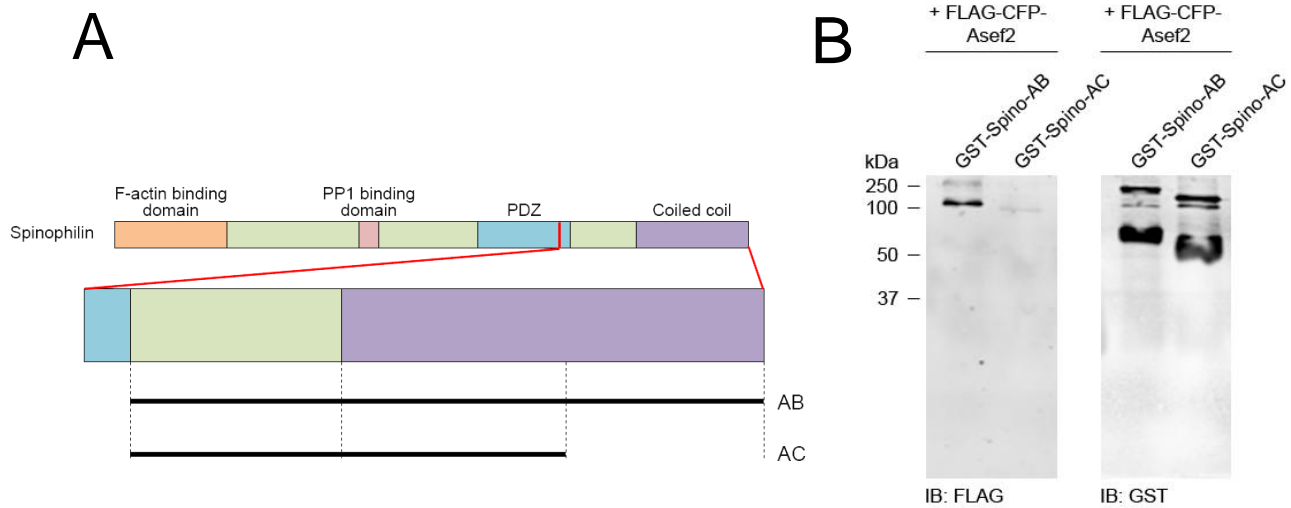 A
F-actin binding
domain
PP1 binding
domain
PDZ
Coiled coil
Spinophilin
AB
AC
B
+ FLAG-CFP-
Asef2
+ FLAG-CFP-
Asef2
GST-Spino-AB
GST-Spino-AC
GST-Spino-AB
GST-Spino-AC
kDa
250
100
50
37
IB: FLAG
IB: GST